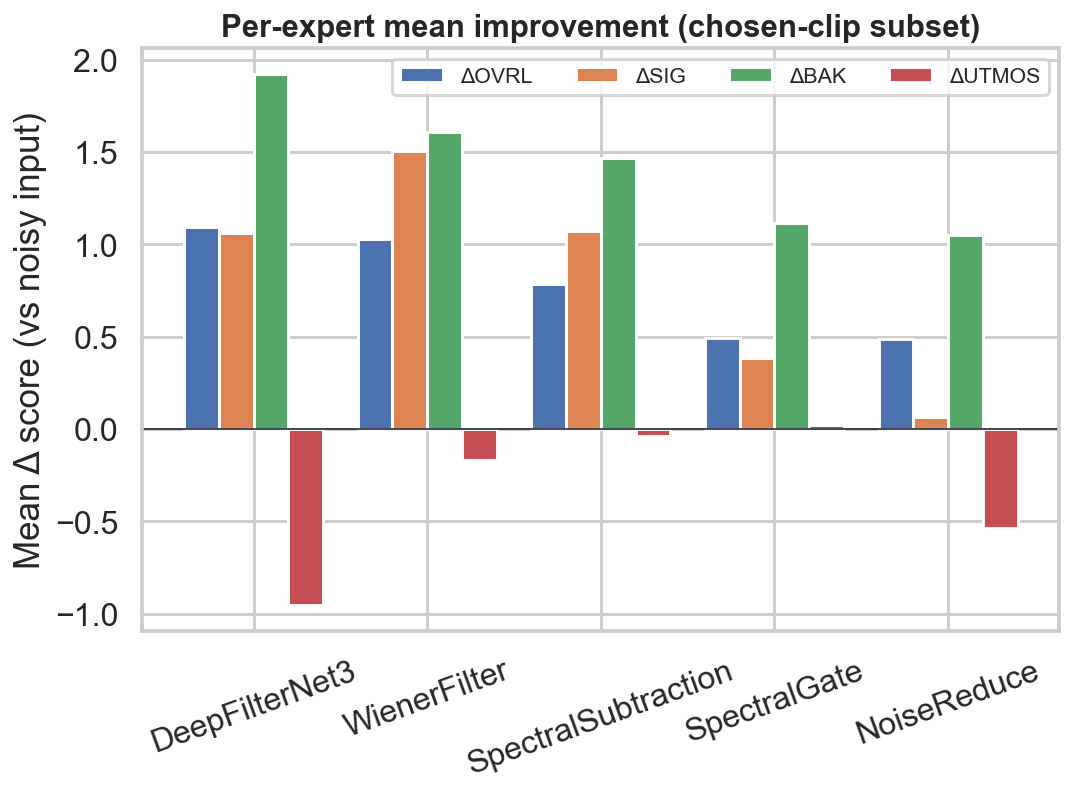 Per-expert mean improvement (chosen-clip subset)
ΔOVRL ΔSIG ΔBAK ΔUTMOS
Mean Δ score (vs noisy input)
2.0
1.5
1.0
0.5
0.0
−0.5
−1.0
DeepFilterNet3
WienerFilter
SpectralSubtraction
SpectralGate
NoiseReduce